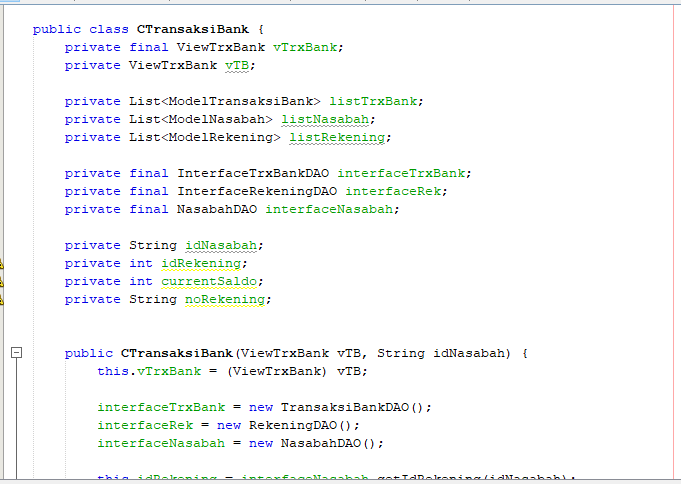 public class CTransaksiBank {
    private final ViewTrxBank vTrxBank;
    private ViewTrxBank vTB;

    private List<ModelTransaksiBank> listTrxBank;
    private List<ModelNasabah> listNasabah;
    private List<ModelRekening> listRekening;

    private final InterfaceTrxBankDAO interfaceTrxBank;
    private final InterfaceRekeningDAO interfaceRek;
    private final NasabahDAO interfaceNasabah;

    private String idNasabah;
    private int idRekening;
    private int currentSaldo;
    private String noRekening;

    public CTransaksiBank(ViewTrxBank vTB, String idNasabah) {
        this.vTrxBank = (ViewTrxBank) vTB;

        interfaceTrxBank = new TransaksiBankDAO();
        interfaceRek = new RekeningDAO();
        interfaceNasabah = new NasabahDAO();

        this.idRekening = interfaceNasabah.getIdRekening(idNasabah);